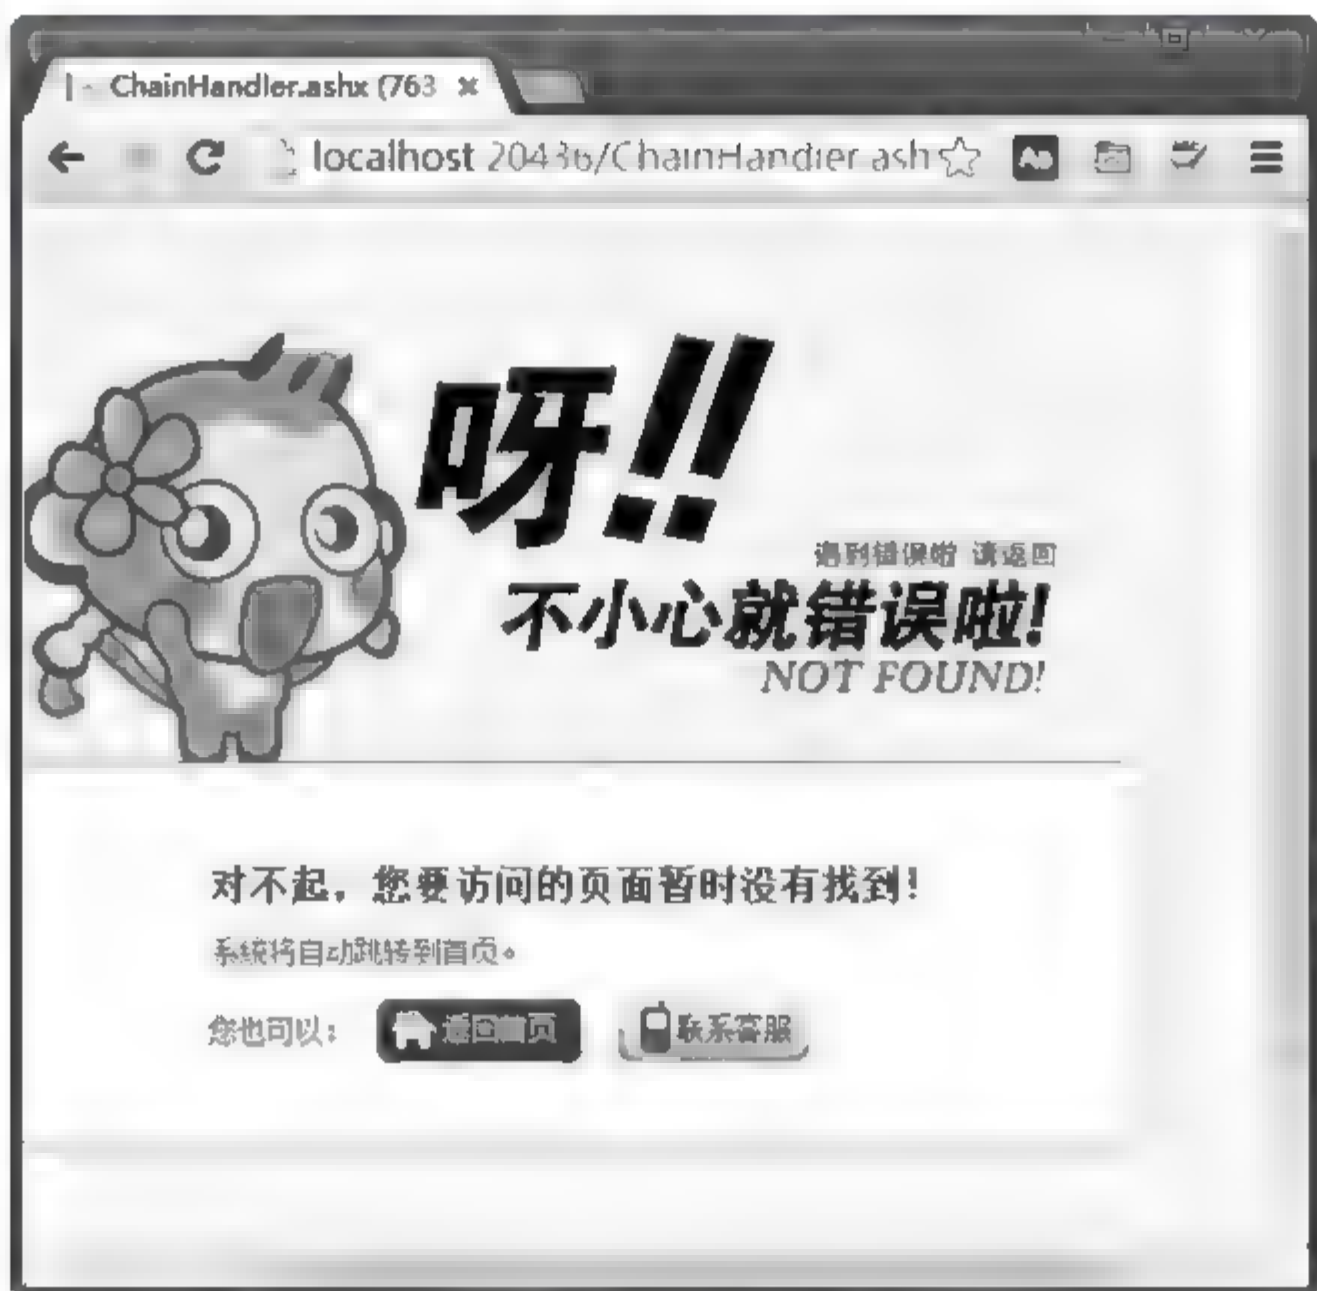 ChainHandler.ashx (763
localhost 20436/ChainHandler ash
呀!!
遇到错误啦 请返回
不小心就错误啦!
NOT FOUND!
对不起，您要访问的页面暂时没有找到！
系统将自动跳转到首页。
您也可以： 返回首页 联系客服